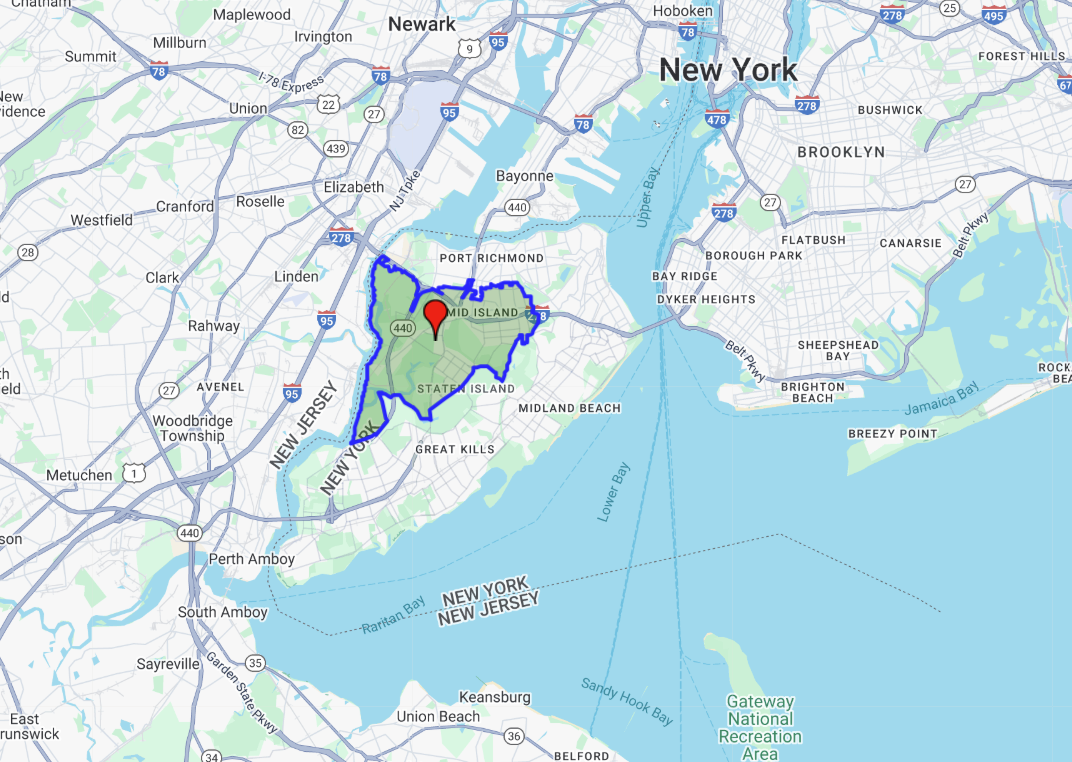 Chatham
Maplewood
Hoboken
278
25
495
Newark
Irvington
78
Millburn
9
95
Summit
78
New York
FOREST HILLS
78
I-78 Express
67
New
Providence
Union
22
27
95
278
BUSHWICK
478
78
82
439
BROOKLYN
Elizabeth
NJ Tpke
Bayonne
Upper Bay
27
Cranford
Roselle
440
27
Westfield
278
278
FLATBUSH
CANARSIE
Belt Pkwy
28
PORT RICHMOND
BOROUGH PARK
Clark
Linden
BAY RIDGE
DYKER HEIGHTS
MID ISLAND
278
Rahway
95
440
SHEEPSHEAD
BAY
Belt Pkwy
27
AVENEL
95
STATEN ISLAND
BRIGHTON
BEACH
Jamaica Bay
MIDLAND BEACH
Woodbridge
Township
NEW JERSEY
NEW YORK
BREEZY POINT
GREAT KILLS
Metuchen
1
Lower Bay
440
Perth Amboy
NEW YORK
NEW JERSEY
South Amboy
Raritan Bay
Sayreville
35
Garden State Pkwy
Sandy Hook Bay
Keansburg
Gateway
National
Recreation
Area
Union Beach
East
36
34
BELFORD